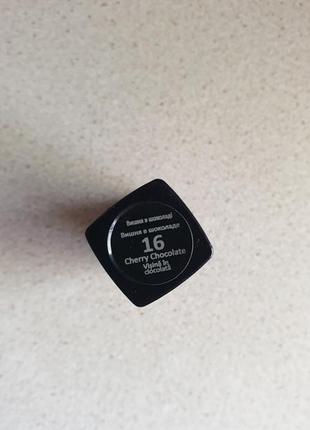 Вишня в шоколаді
Вишня в шоколаде
16
Cherry Chocolate
Vişină în
ciocolată